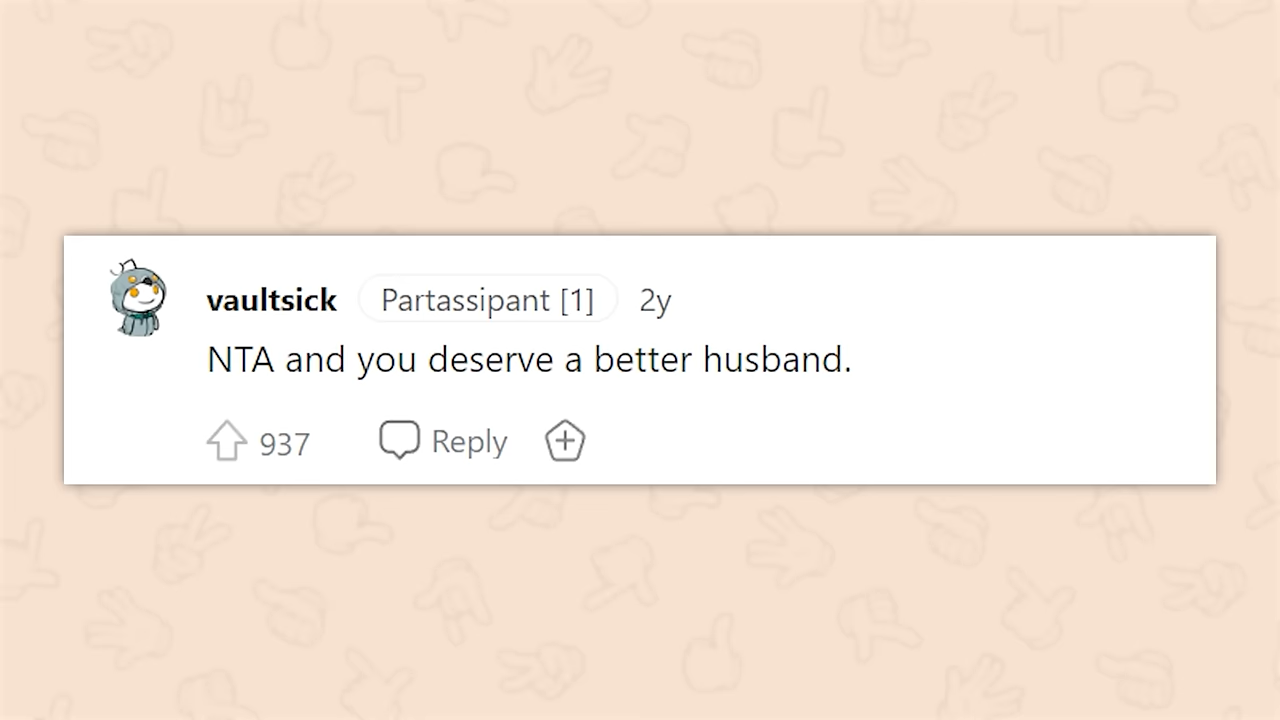 vaultsick Partassipant [1] 2y
NTA and you deserve a better husband.
937 Reply